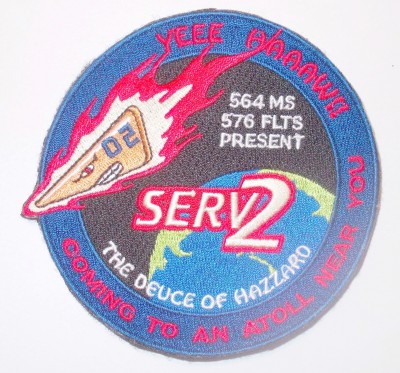 YEEE HAAAWW
564 MS
576 FLTS
PRESENT
02
SERV2
THE DEUCE OF HAZZARD
COMING TO AN ATOLL NEAR YOU